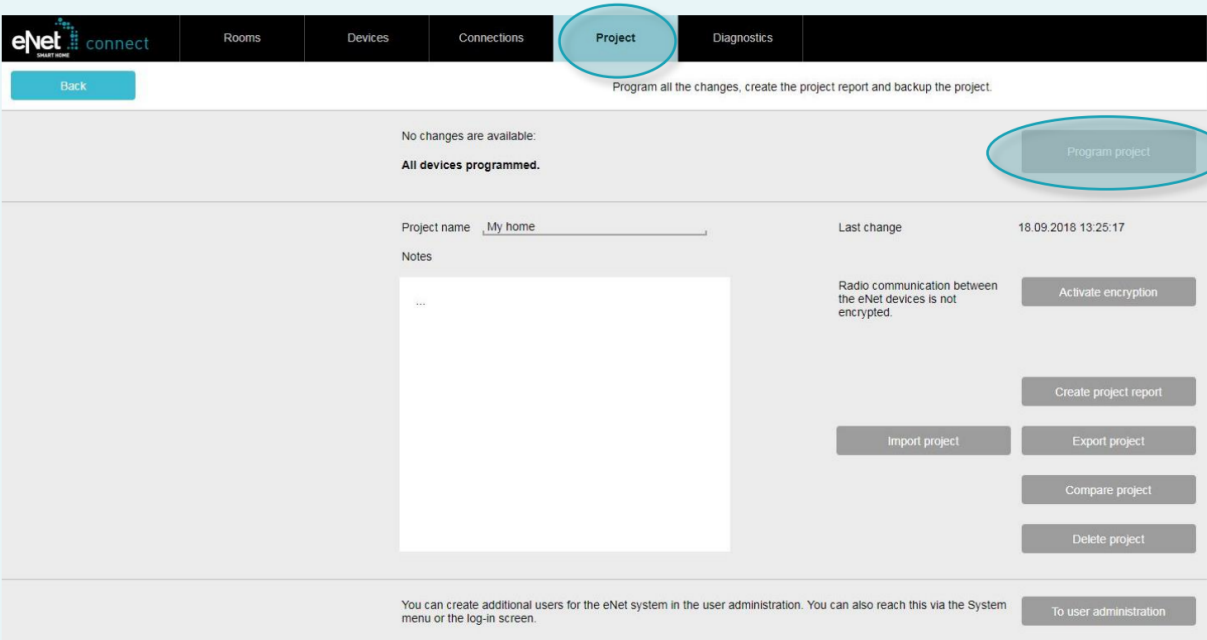 eNet connect
SMART HOME
Rooms
Devices
Connections
Project
Diagnostics
Back
Program all the changes, create the project report and backup the project.
No changes are available:
All devices programmed.
Program project
Project name My home
Last change 18.09.2018 13:25:17
Notes
...
Radio communication between
the eNet devices is not
encrypted.
Activate encryption
Create project report
Import project
Export project
Compare project
Delete project
You can create additional users for the eNet system in the user administration. You can also reach this via the System
menu or the log-in screen.
To user administration